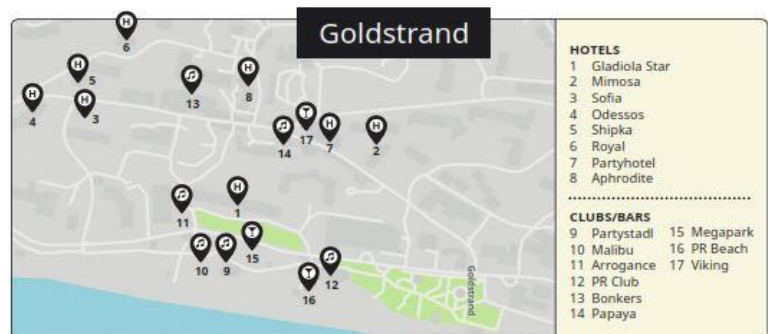 Goldstrand
6
5
4
3
13
8
14
17
7
2
11
1
10
9
15
16
12
Goldstrand
HOTELS
1 Gladiola Star
2 Mimosa
3 Sofia
4 Odessos
5 Shipka
6 Royal
7 Partyhotel
8 Aphrodite
CLUBS/BARS
9 Partystadl 15 Megapark
10 Malibu 16 PR Beach
11 Arrogance 17 Viking
12 PR Club
13 Bonkers
14 Papaya